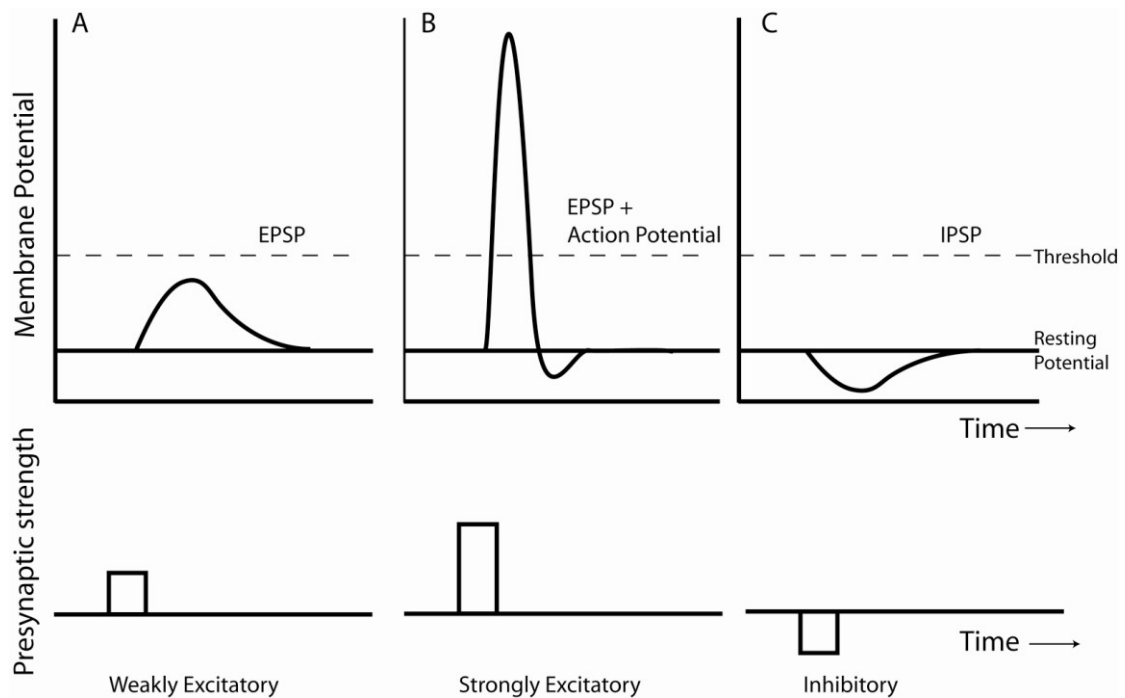 A
B
C
Membrane Potential
EPSP
EPSP +
Action Potential
IPSP
Threshold
Resting
Potential
Time
Presynaptic strength
Time
Weakly Excitatory
Strongly Excitatory
Inhibitory